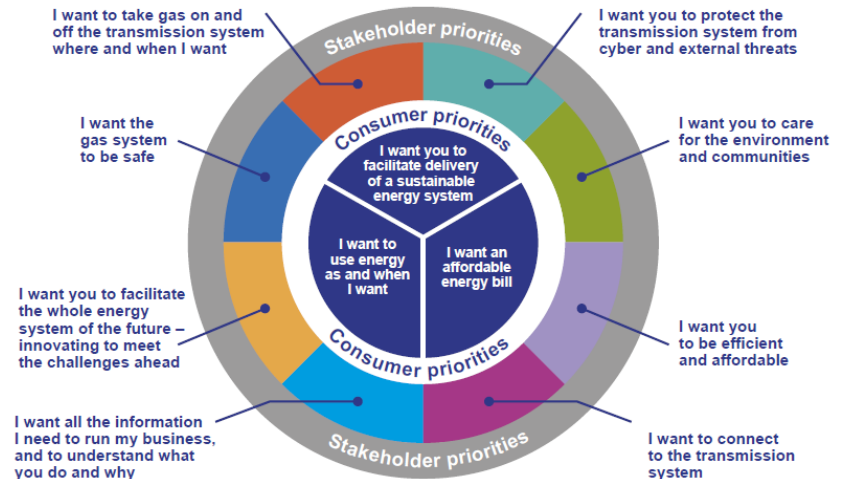 I want to take gas on and
off the transmission system
where and when I want
Stakeholder priorities
I want you to protect the
transmission system from
cyber and external threats
I want the
gas system
to be safe
Consumer priorities
I want you to
facilitate delivery
of a sustainable
energy system
I want you to care
for the environment
and communities
I want to
use energy
as and when
I want
I want an
affordable
energy bill
I want you to facilitate
the whole energy
system of the future –
innovating to meet
the challenges ahead
Consumer priorities
I want you
to be efficient
and affordable
I want all the information
I need to run my business,
and to understand what
you do and why
Stakeholder priorities
I want to connect
to the transmission
system